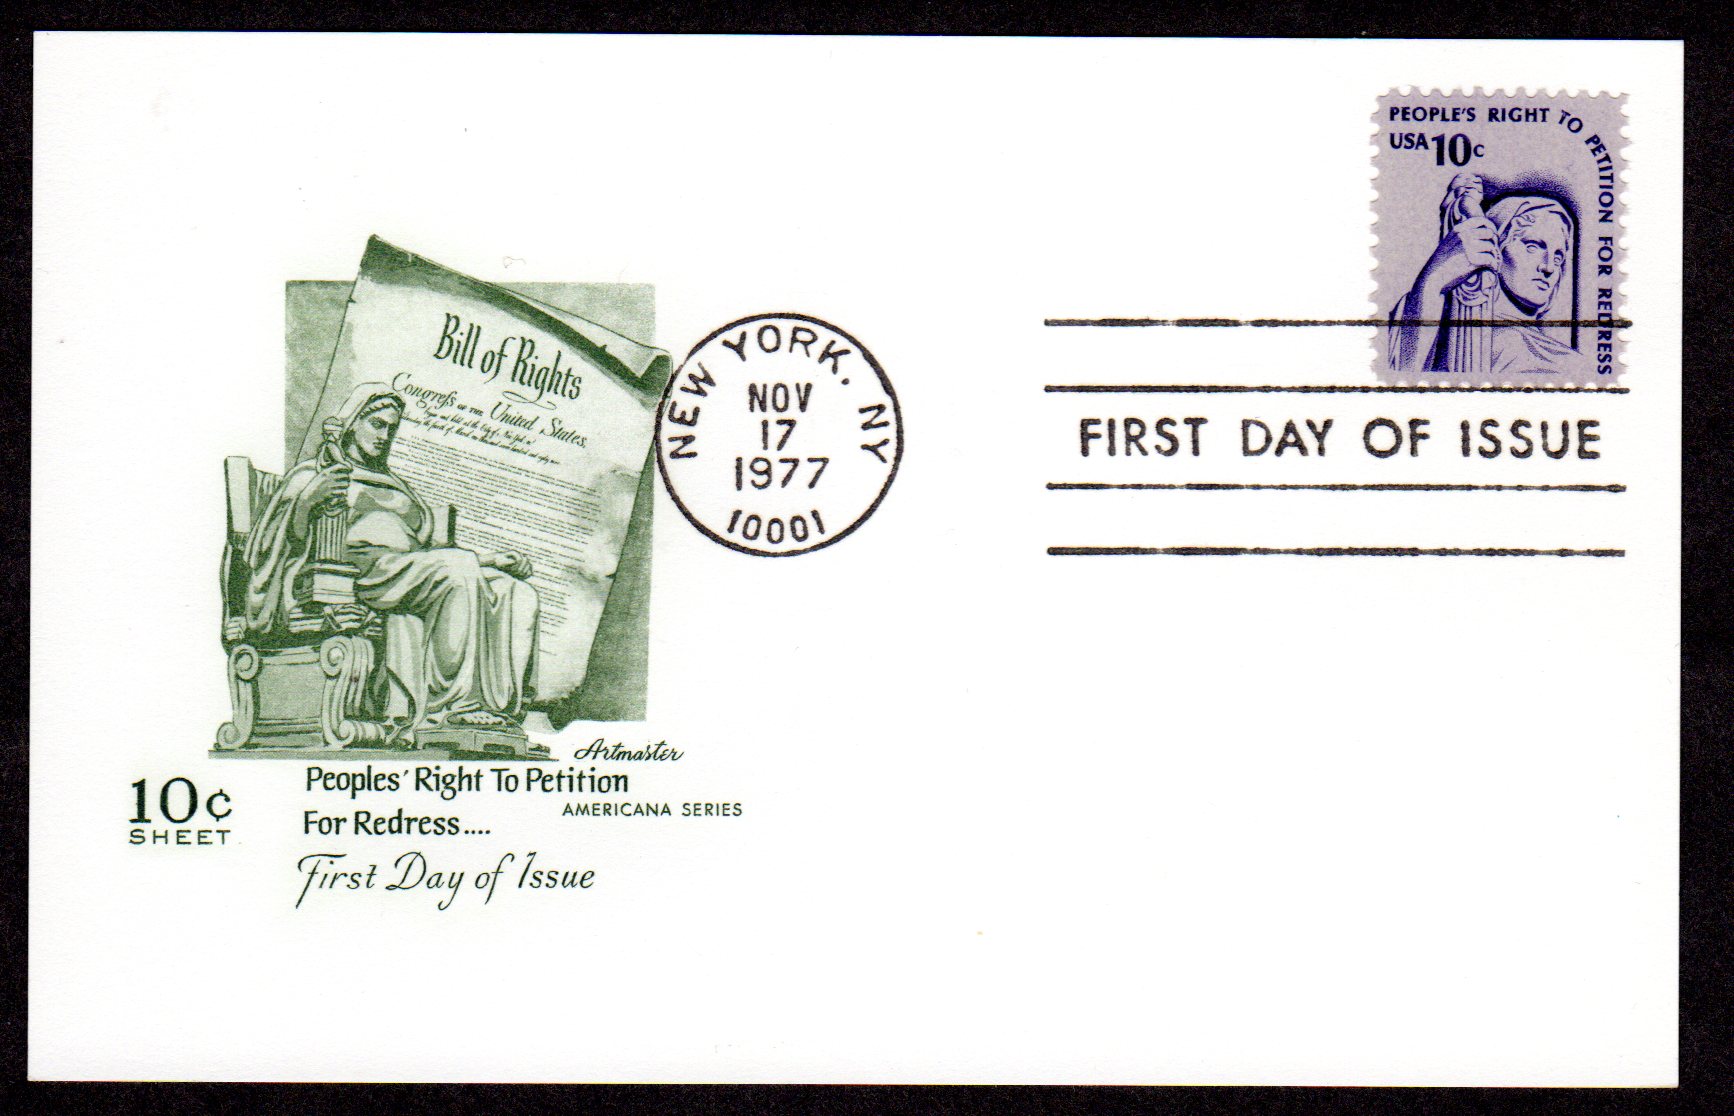 PEOPLE'S RIGHT TO PETITION FOR REDRESS
USA 10c
Bill of Rights
Congrefs OF THE United States.
NEW YORK, NY
NOV
17
1977
10001
FIRST DAY OF ISSUE
Artmaster
10¢
SHEET
Peoples' Right To Petition
For Redress....
AMERICANA SERIES
First Day of Issue